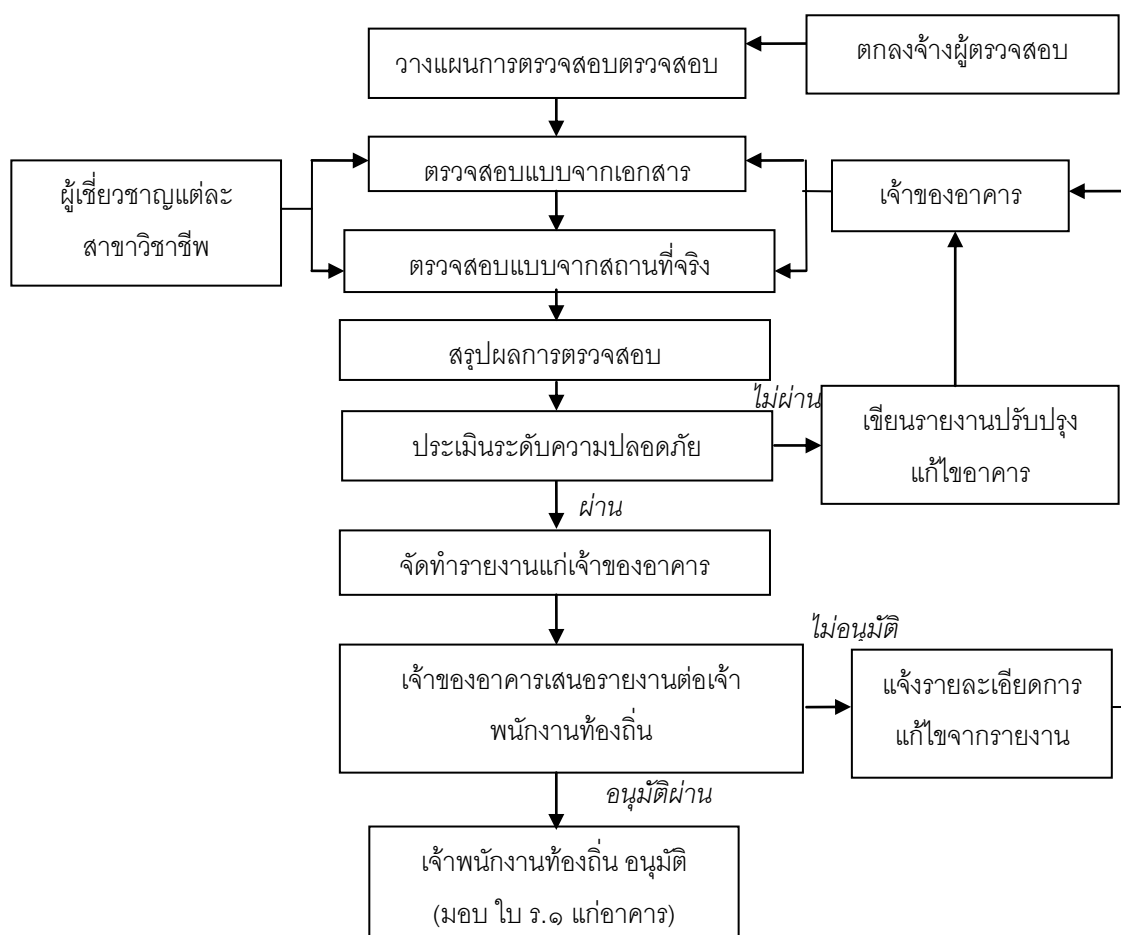 ตกลงจ้างผู้ตรวจสอบ
วางแผนการตรวจสอบตรวจสอบ
ตรวจสอบแบบจากเอกสาร
ผู้เชี่ยวชาญแต่ละ
สาขาวิชาชีพ
เจ้าของอาคาร
ตรวจสอบแบบจากสถานที่จริง
สรุปผลการตรวจสอบ
ไม่ผ่าน
ประเมินระดับความปลอดภัย
เขียนรายงานปรับปรุง
แก้ไขอาคาร
ผ่าน
จัดทำรายงานแก่เจ้าของอาคาร
ไม่อนุมัติ
เจ้าของอาคารเสนอรายงานต่อเจ้า
พนักงานท้องถิ่น
แจ้งรายละเอียดการ
แก้ไขจากรายงาน
อนุมัติผ่าน
เจ้าพนักงานท้องถิ่น อนุมัติ
(มอบ ใบ ร.๑ แก่อาคาร)